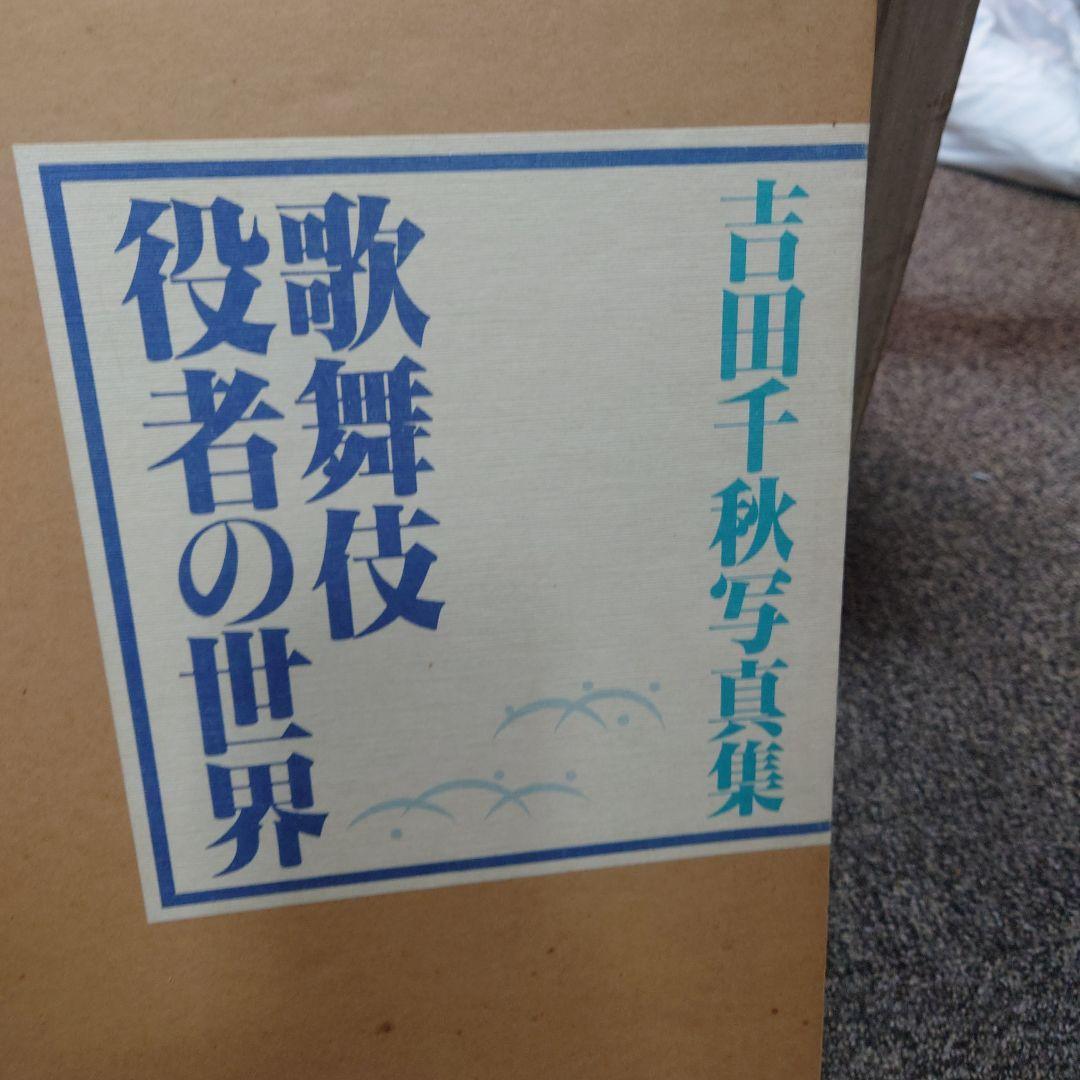 吉田千秋写真集
歌舞伎
役者の世界